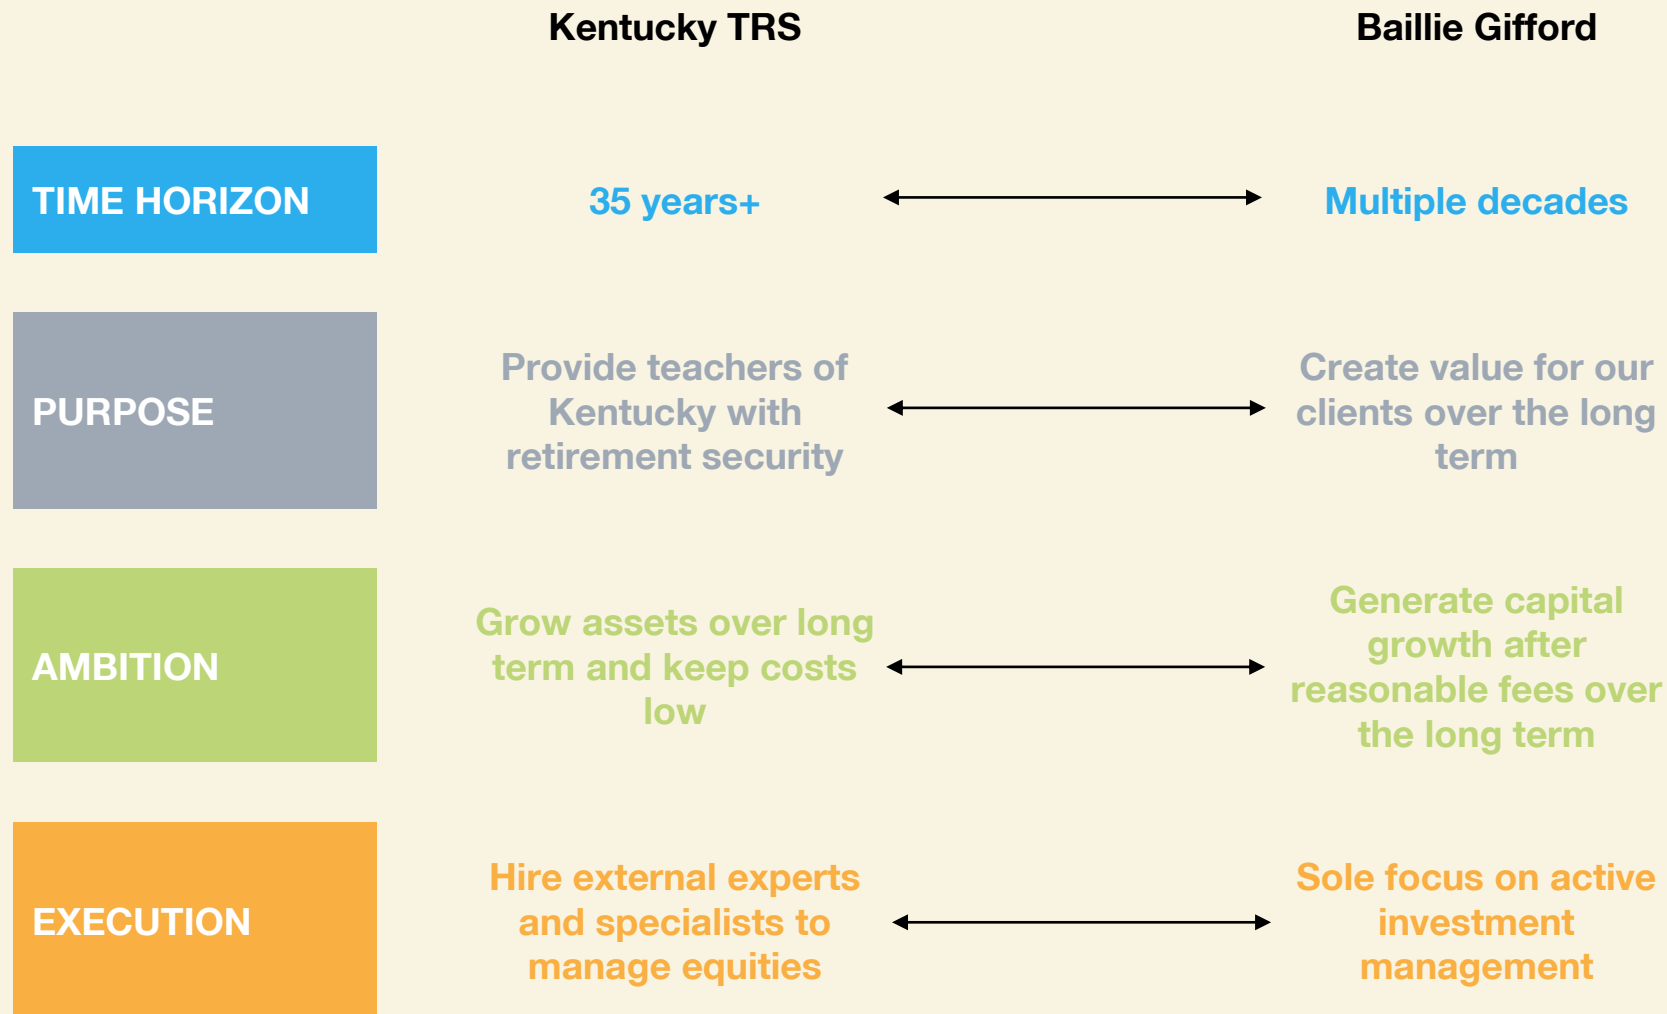 Kentucky TRS
Baillie Gifford
TIME HORIZON
35 years+
Multiple decades
PURPOSE
Provide teachers of
Kentucky with
retirement security
Create value for our
clients over the long
term
AMBITION
Grow assets over long
term and keep costs
low
Generate capital
growth after
reasonable fees over
the long term
EXECUTION
Hire external experts
and specialists to
manage equities
Sole focus on active
investment
management